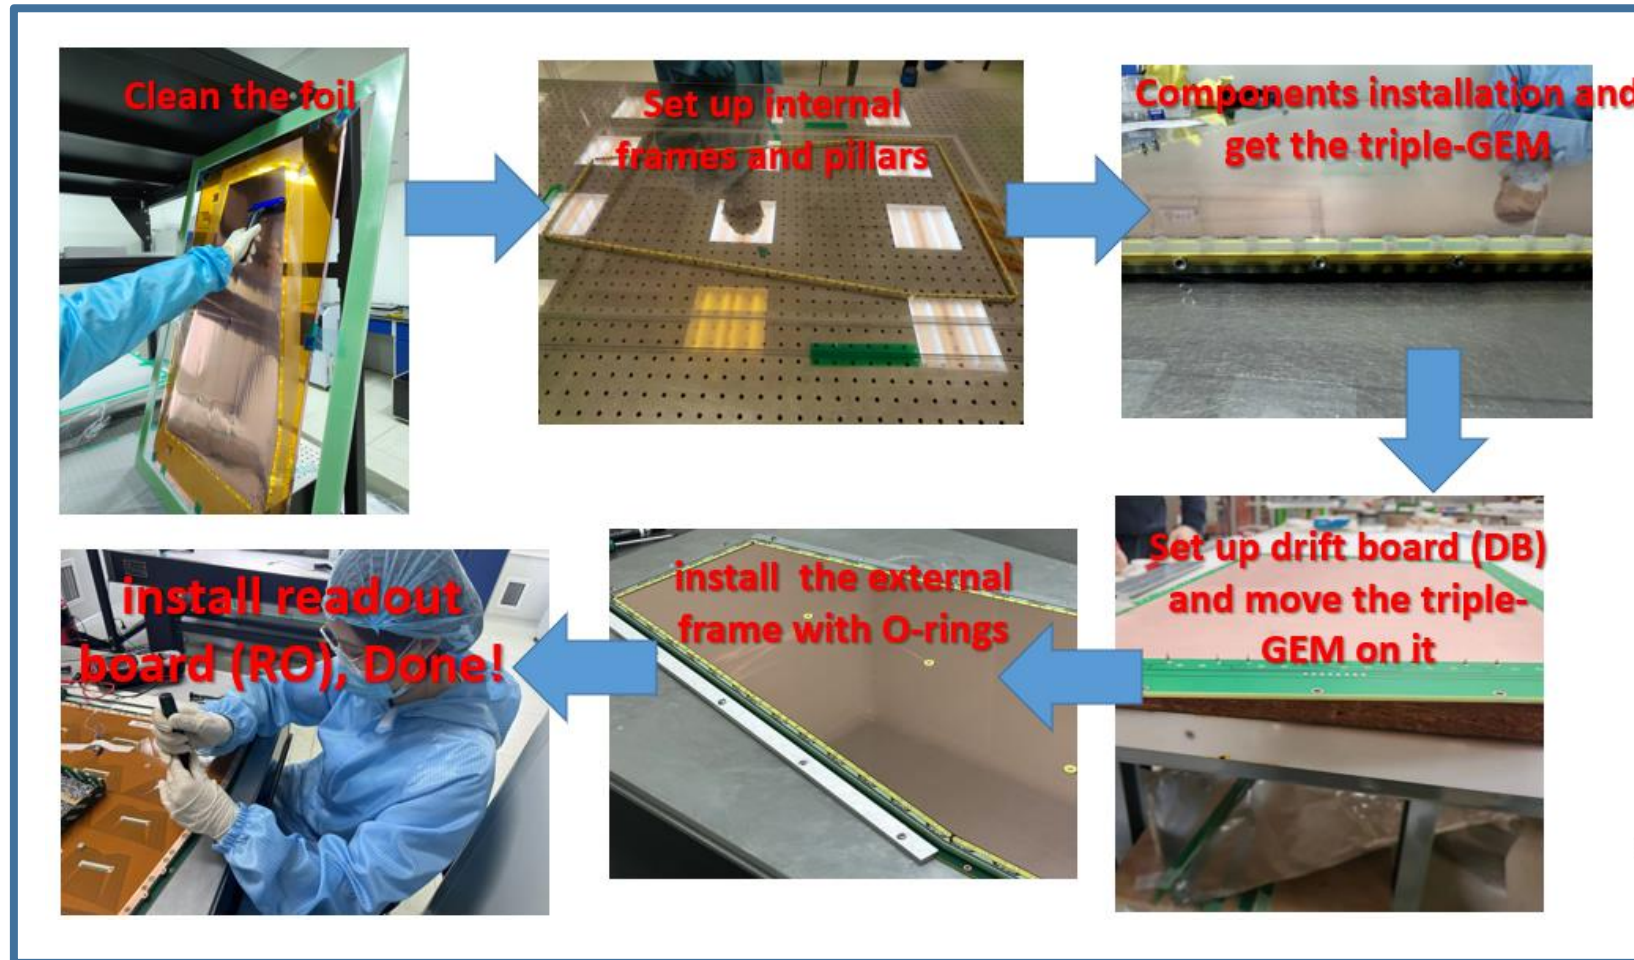 Clean the foil
Set up internal
frames and pillars
Components installation and
get the triple-GEM
Set up drift board (DB)
and move the triple-
GEM on it
install the external
frame with O-rings
install readout
board (RO), Done!